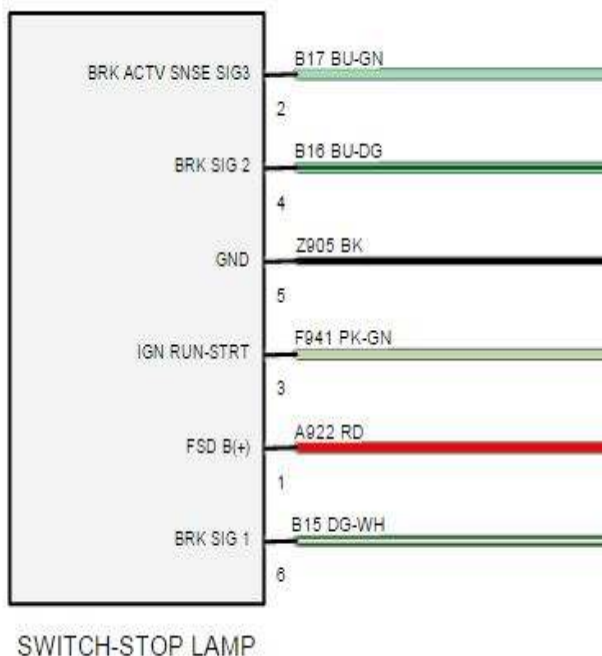 BRK ACTV SNSE SIG3
B17 BU-GN
2
BRK SIG 2
B16 BU-DG
4
GND
Z905 BK
5
IGN RUN-STRT
F941 PK-GN
3
FSD B(+)
A922 RD
1
BRK SIG 1
B15 DG-WH
6
SWITCH-STOP LAMP